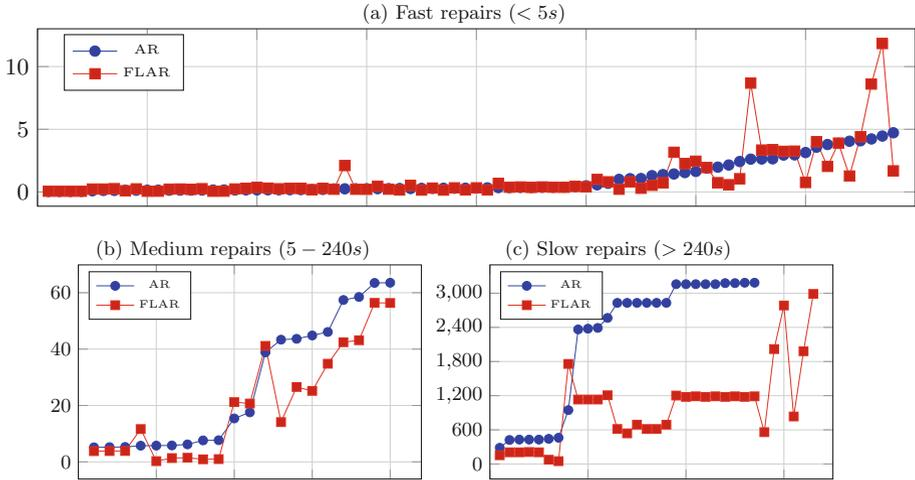 (a) Fast repairs (< 5s)
AR
FLAR
10
5
0
(b) Medium repairs (5 − 240s)
AR
FLAR
60
40
20
0
(c) Slow repairs (> 240s)
AR
FLAR
3,000
2,400
1,800
1,200
600
0